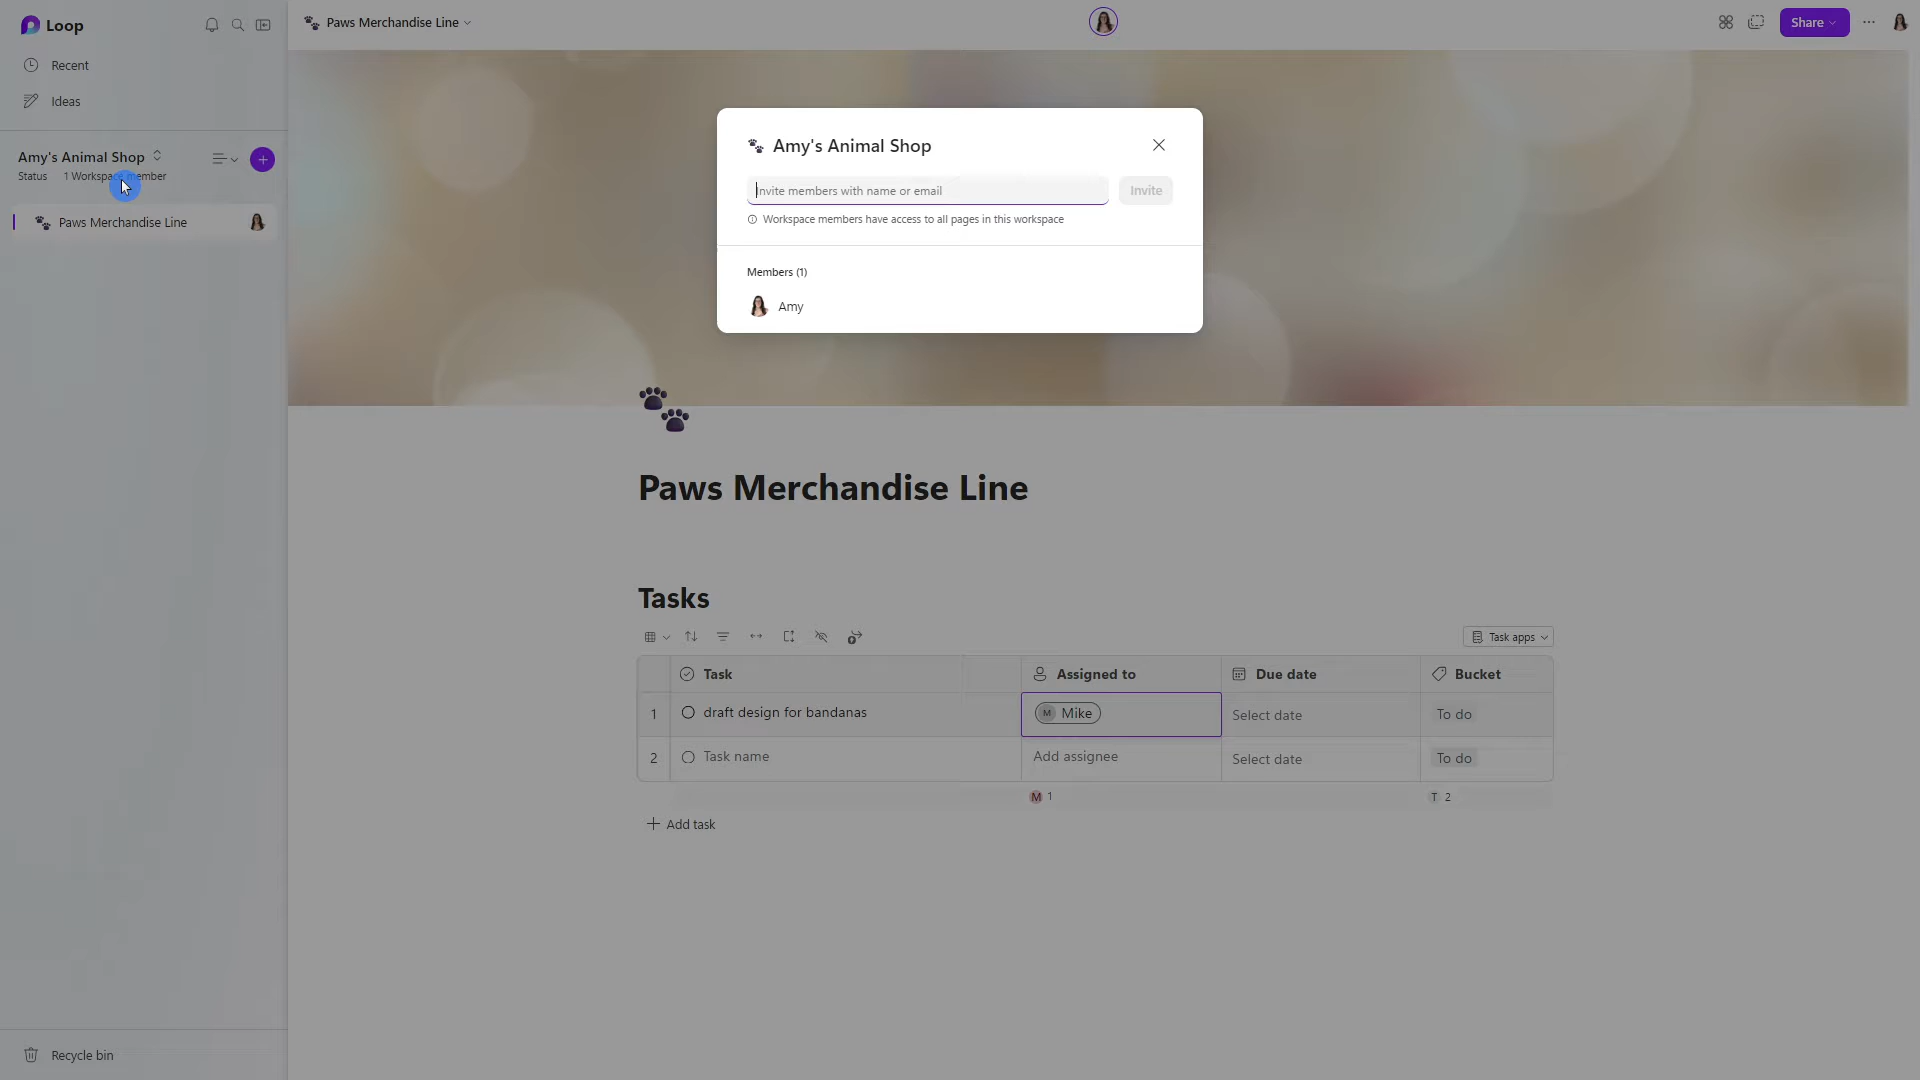 Loop
Recent
Ideas
Amy's Animal Shop
Status 1 Workspace member
Paws Merchandise Line
Recycle bin
Paws Merchandise Line
Share
Amy's Animal Shop
Invite members with name or email
Invite
Workspace members have access to all pages in this workspace
Members (1)
Amy
Paws Merchandise Line
Tasks
Task apps
Task Assigned to Due date Bucket
1 draft design for bandanas M Mike Select date To do
2 Task name Add assignee Select date To do
M 1 T 2
Add task